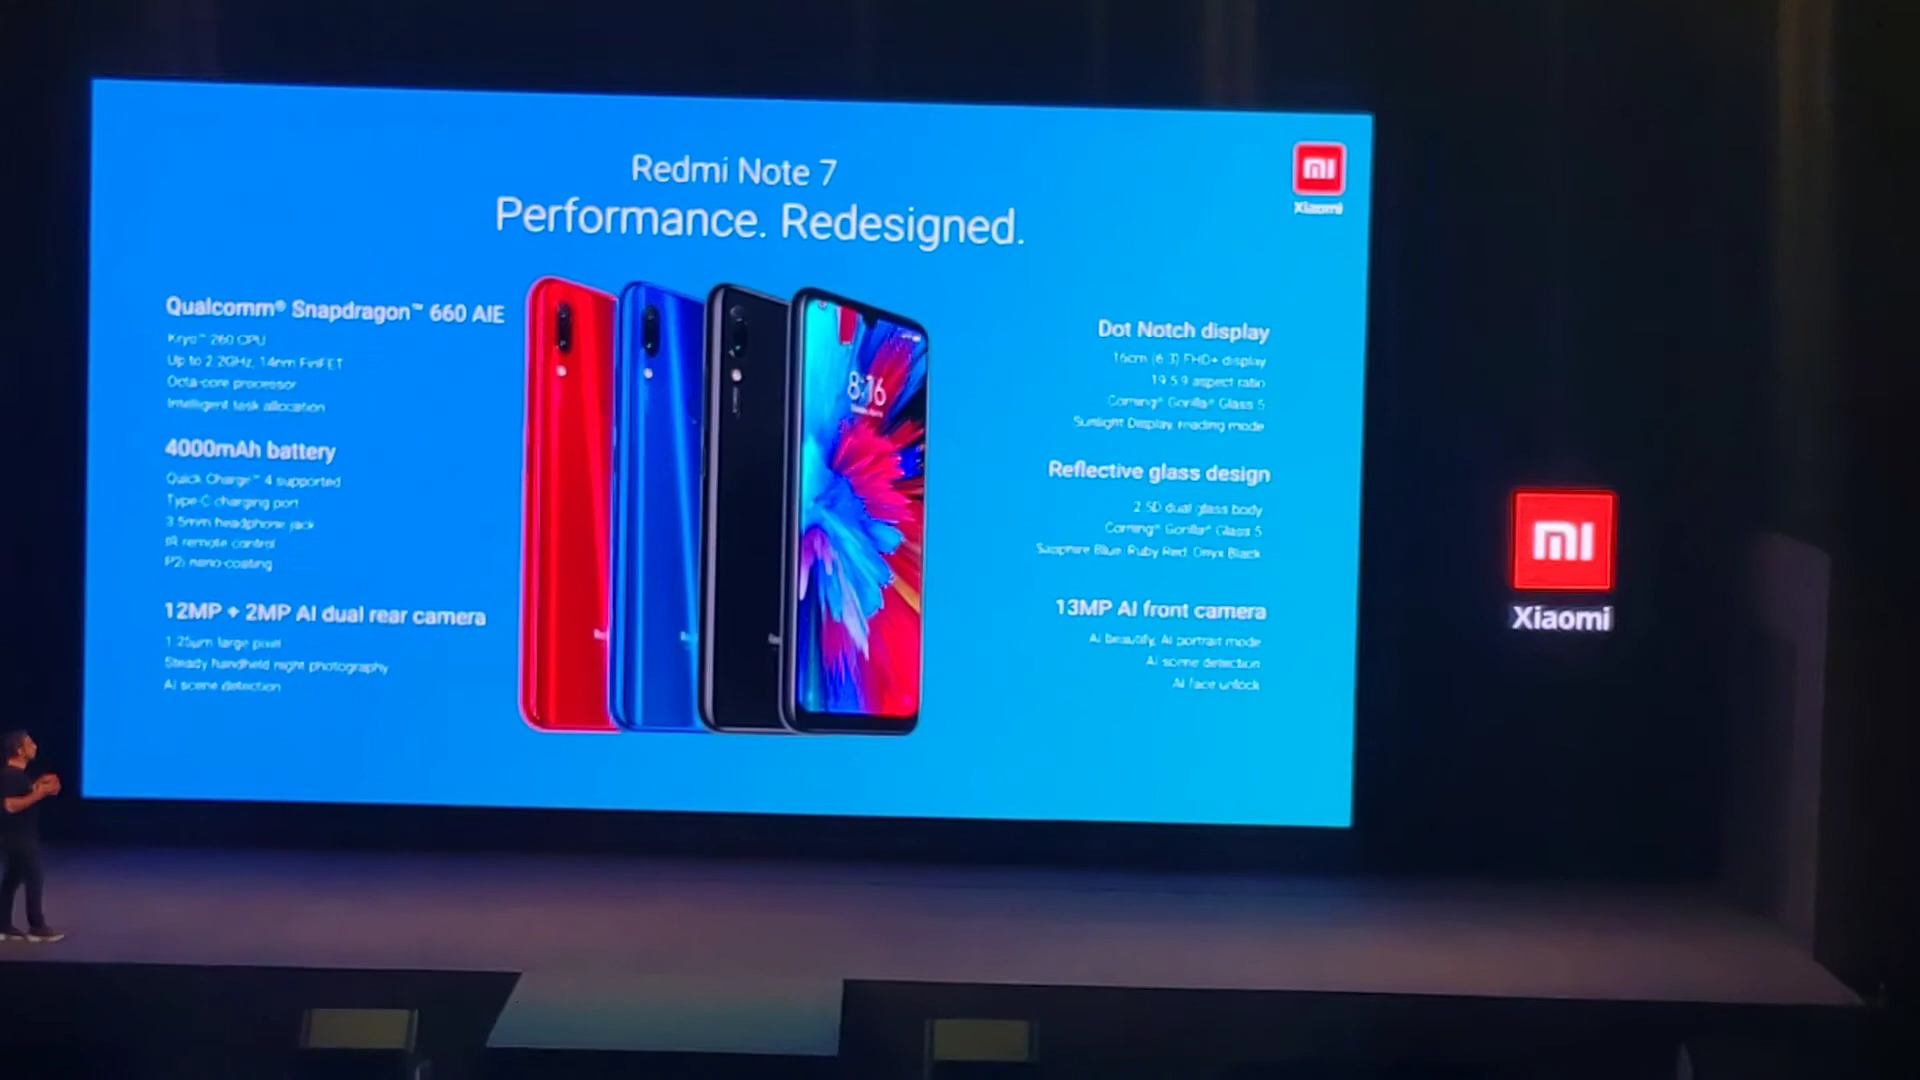 Redmi Note 7
Performance. Redesigned.
mi
Xiaomi
Qualcomm® Snapdragon™ 660 AIE
Kryo™ 260 CPU
Up to 2.2GHz, 14nm FinFET
Octa-core processor
Intelligent task allocation
4000mAh battery
Quick Charge™ 4 supported
Type-C charging port
3.5mm headphone jack
IR remote control
P2i nano-coating
12MP + 2MP AI dual rear camera
1.25μm large pixel
Steady handheld night photography
AI scene detection
8:16
Dot Notch display
16cm (6.3) FHD+ display
19.5:9 aspect ratio
Corning® Gorilla® Glass 5
Sunlight Display, reading mode
Reflective glass design
2.5D dual glass body
Corning® Gorilla® Glass 5
Sapphire Blue, Ruby Red, Onyx Black
13MP AI front camera
AI beautify, AI portrait mode
AI scene detection
AI face unlock
mi
Xiaomi